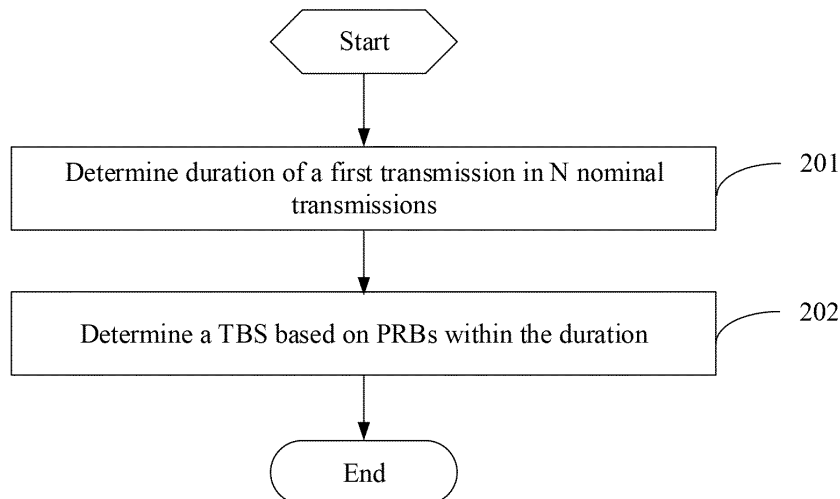 Start
Determine duration of a first transmission in N nominal
transmissions
201
Determine a TBS based on PRBs within the duration
202
End